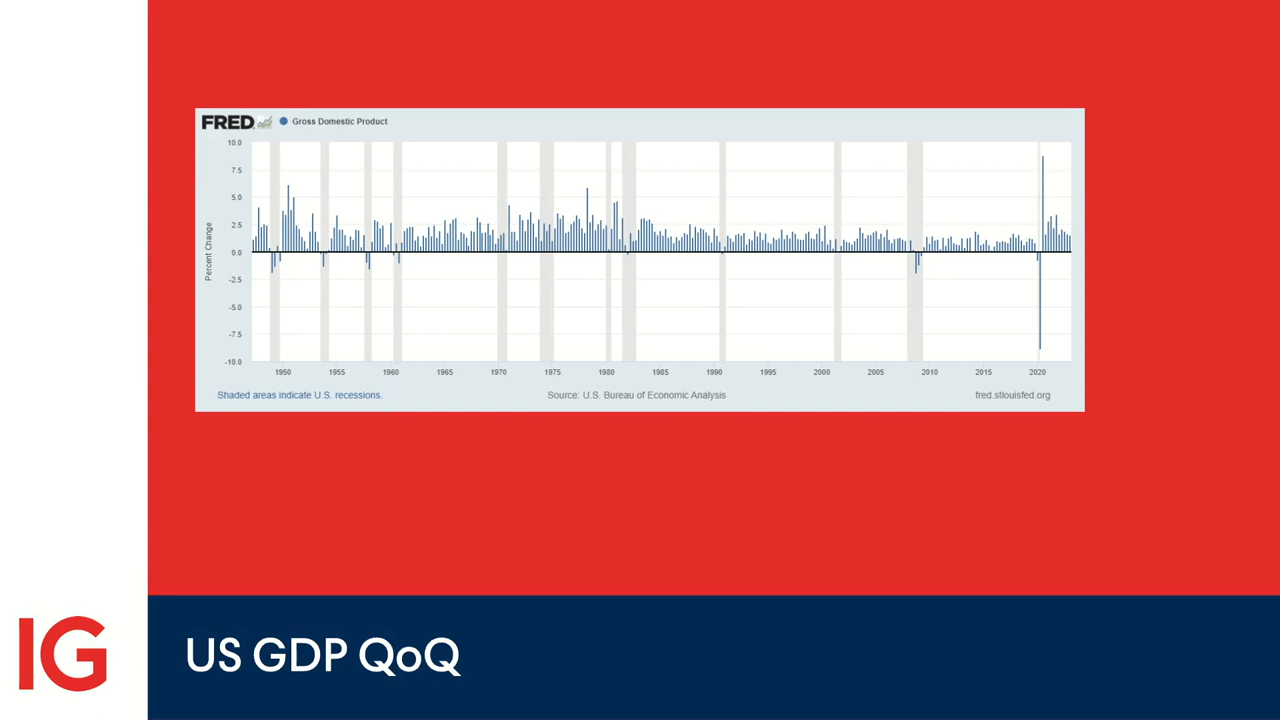 FRED Gross Domestic Product
10.0
7.5
5.0
2.5
0.0
-2.5
-5.0
-7.5
-10.0
Percent Change
1950 1955 1960 1965 1970 1975 1980 1985 1990 1995 2000 2005 2010 2015 2020
Shaded areas indicate U.S. recessions. Source: U.S. Bureau of Economic Analysis fred.stlouisfed.org
IG US GDP QoQ